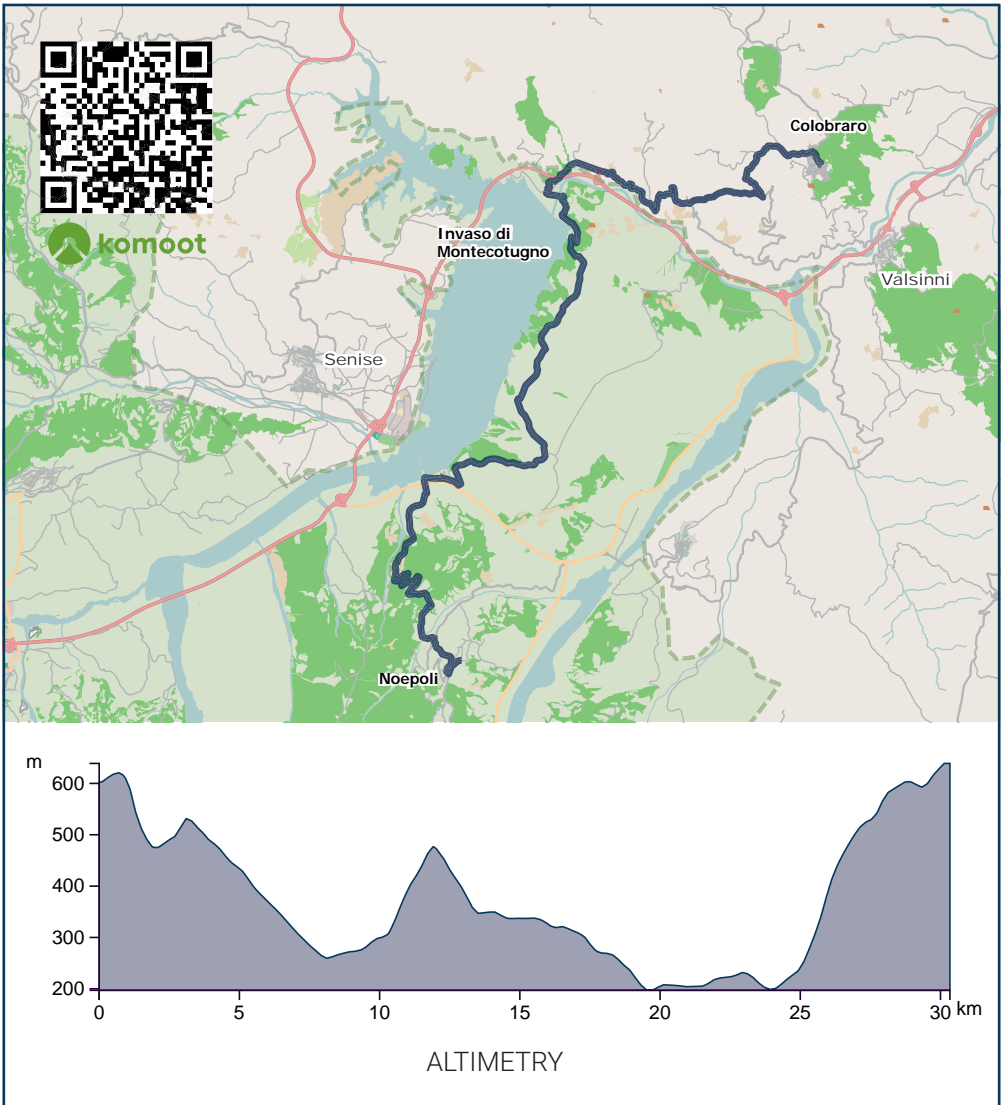 komoot
Colobraro
Invaso di
Montecotugno
Valsinni
Senise
Noepoli
m
600
500
400
300
200
0
5
10
15
20
25
30 km
ALTIMETRY